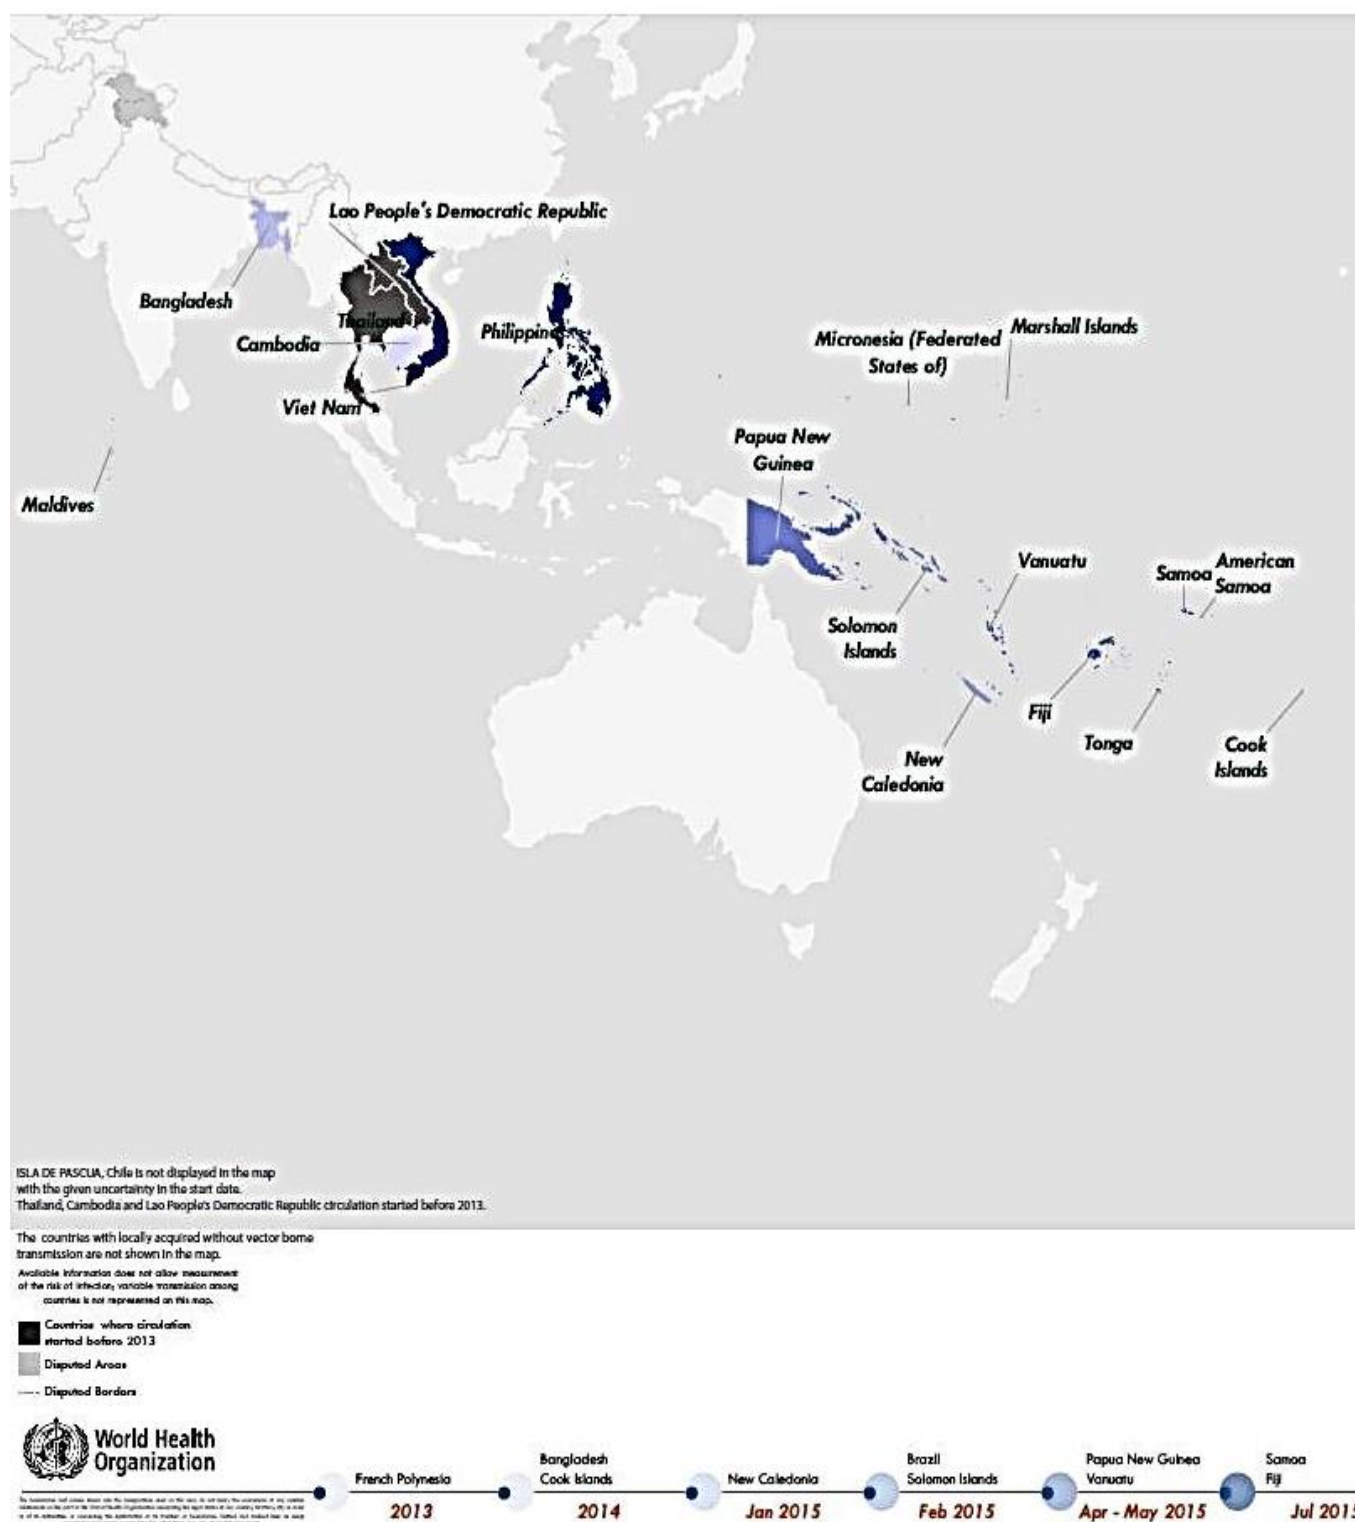 Lao People's Democratic Republic
Bangladesh
Thailand
Cambodia
Philippines
Viet Nam
Micronesia (Federated
States of)
Marshall Islands
Maldives
Papua New
Guinea
Vanuatu
Samoa
American
Samoa
Solomon
Islands
Fiji
Tonga
New
Caledonia
Cook
Islands
ISLA DE PASCUA, Chile is not displayed in the map
with the given uncertainty in the start date.
Thailand, Cambodia and Lao People's Democratic Republic circulation started before 2013.
The countries with locally acquired without vector borne
transmission are not shown in the map.
Available information does not allow measurement
of the risk of infection; variable transmission among
countries is not represented on this map.
Countries where circulation
started before 2013
Disputed Areas
Disputed Borders
World Health
Organization
French Polynesia
2013
Bangladesh
Cook Islands
2014
New Caledonia
Jan 2015
Brazil
Solomon Islands
Feb 2015
Papua New Guinea
Vanuatu
Apr - May 2015
Samoa
Fiji
Jul 2015